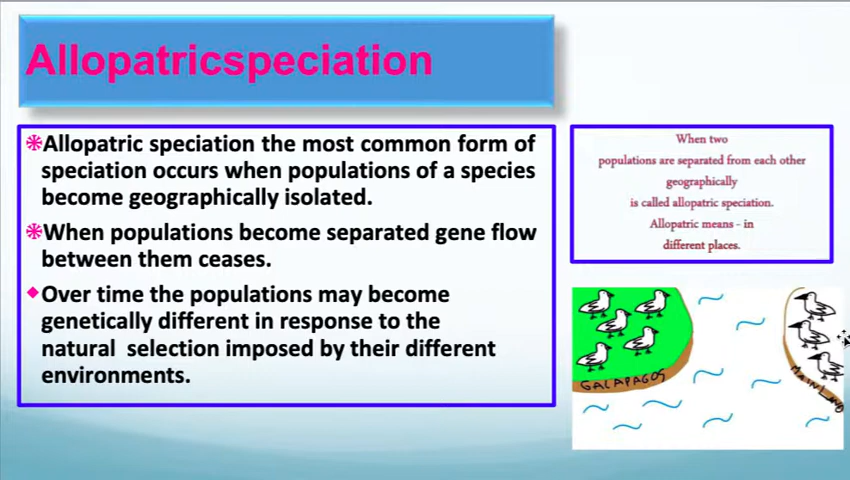 Allopatricspeciation
Allopatric speciation the most common form of
speciation occurs when populations of a species
become geographically isolated.
When populations become separated gene flow
between them ceases.
Over time the populations may become
genetically different in response to the
natural selection imposed by their different
environments.
When two
populations are separated from each other
geographically
is called allopatric speciation.
Allopatric means - in
different places.
GALAPAGOS
MAINLAND